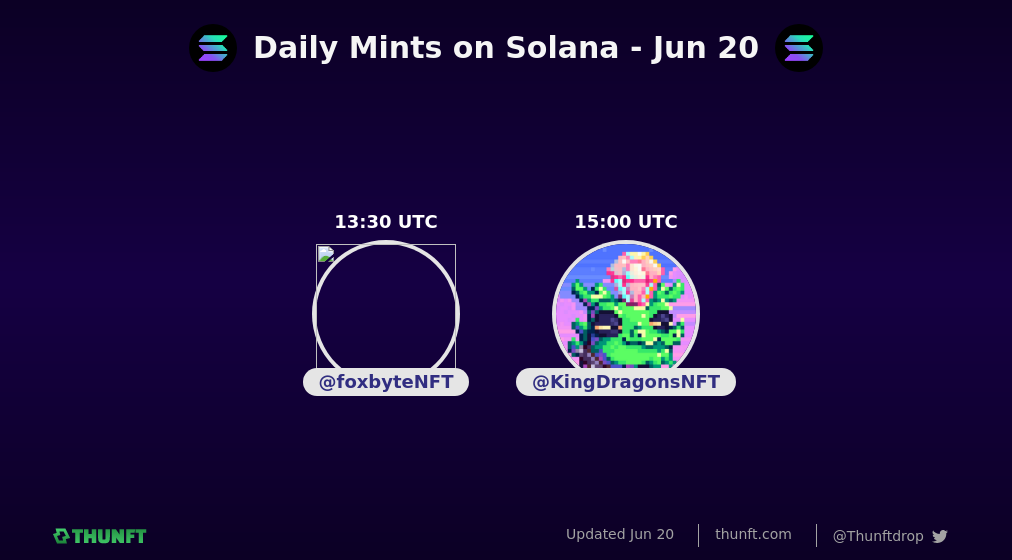 Daily Mints on Solana - Jun 20
13:30 UTC
15:00 UTC
@foxbyteNFT
@KingDragonsNFT
THUNFT
Updated Jun 20
thunft.com
@Thunftdrop